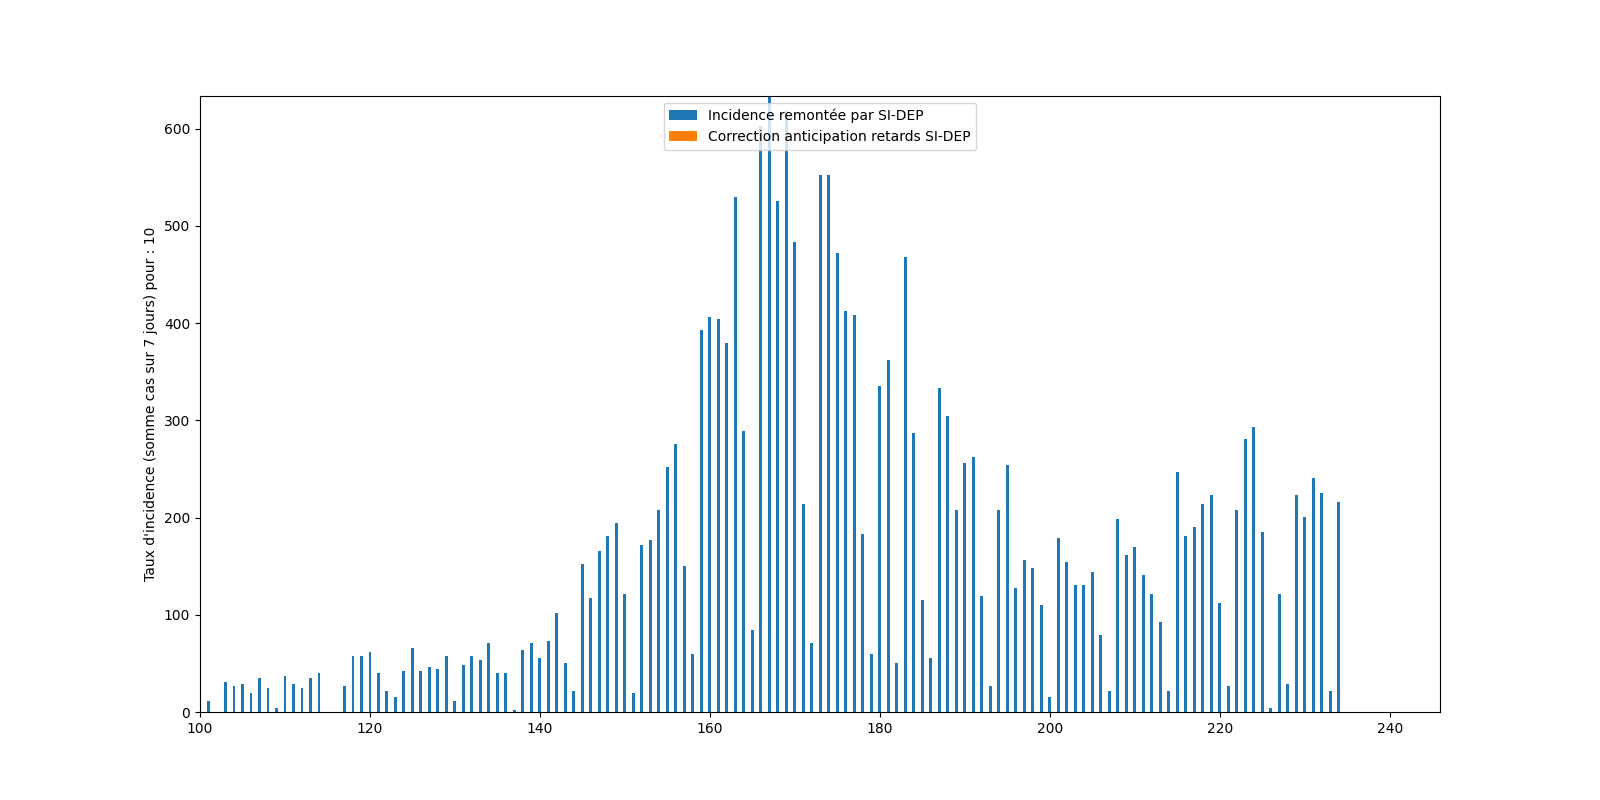 Incidence remontée par SI-DEP
Correction anticipation retards SI-DEP
Taux d'incidence (somme cas sur 7 jours) pour : 10
600
500
400
300
200
100
0
100 120 140 160 180 200 220 240